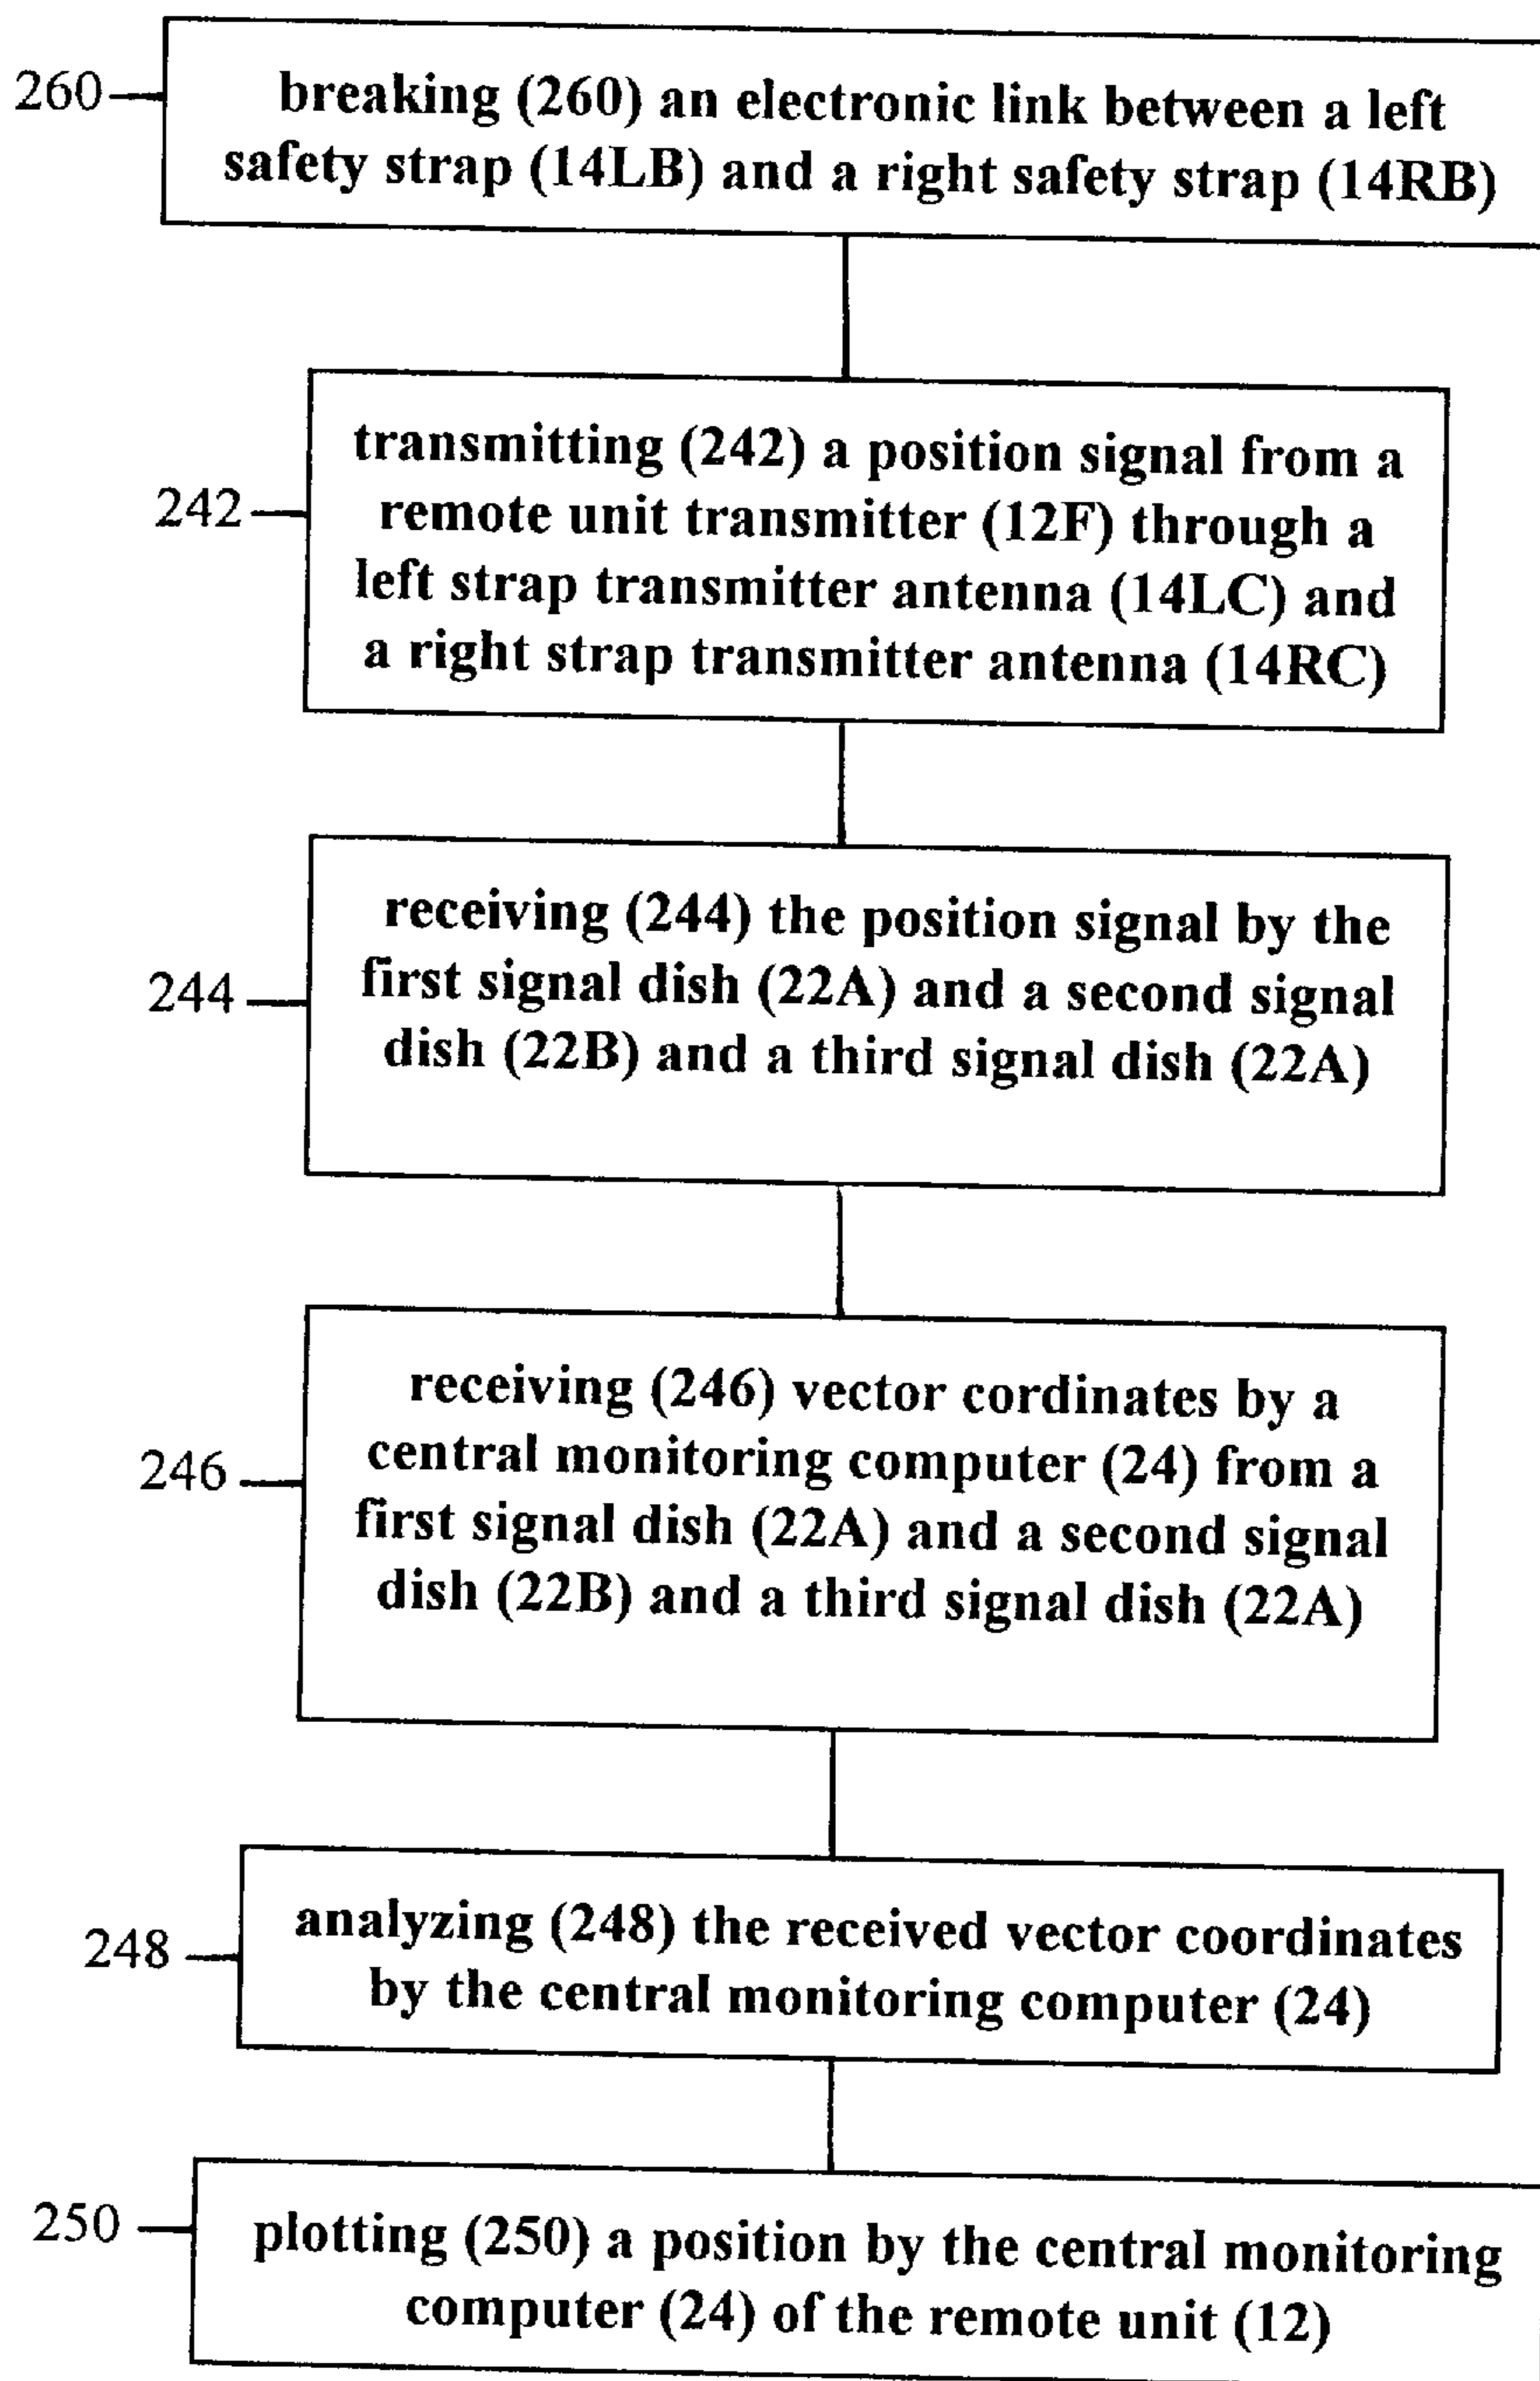 260
breaking (260) an electronic link between a left
safety strap (14LB) and a right safety strap (14RB)
242
transmitting (242) a position signal from a
remote unit transmitter (12F) through a
left strap transmitter antenna (14LC) and
a right strap transmitter antenna (14RC)
244
receiving (244) the position signal by the
first signal dish (22A) and a second signal
dish (22B) and a third signal dish (22A)
246
receiving (246) vector cordinates by a
central monitoring computer (24) from a
first signal dish (22A) and a second signal
dish (22B) and a third signal dish (22A)
248
analyzing (248) the received vector coordinates
by the central monitoring computer (24)
250
plotting (250) a position by the central monitoring
computer (24) of the remote unit (12)